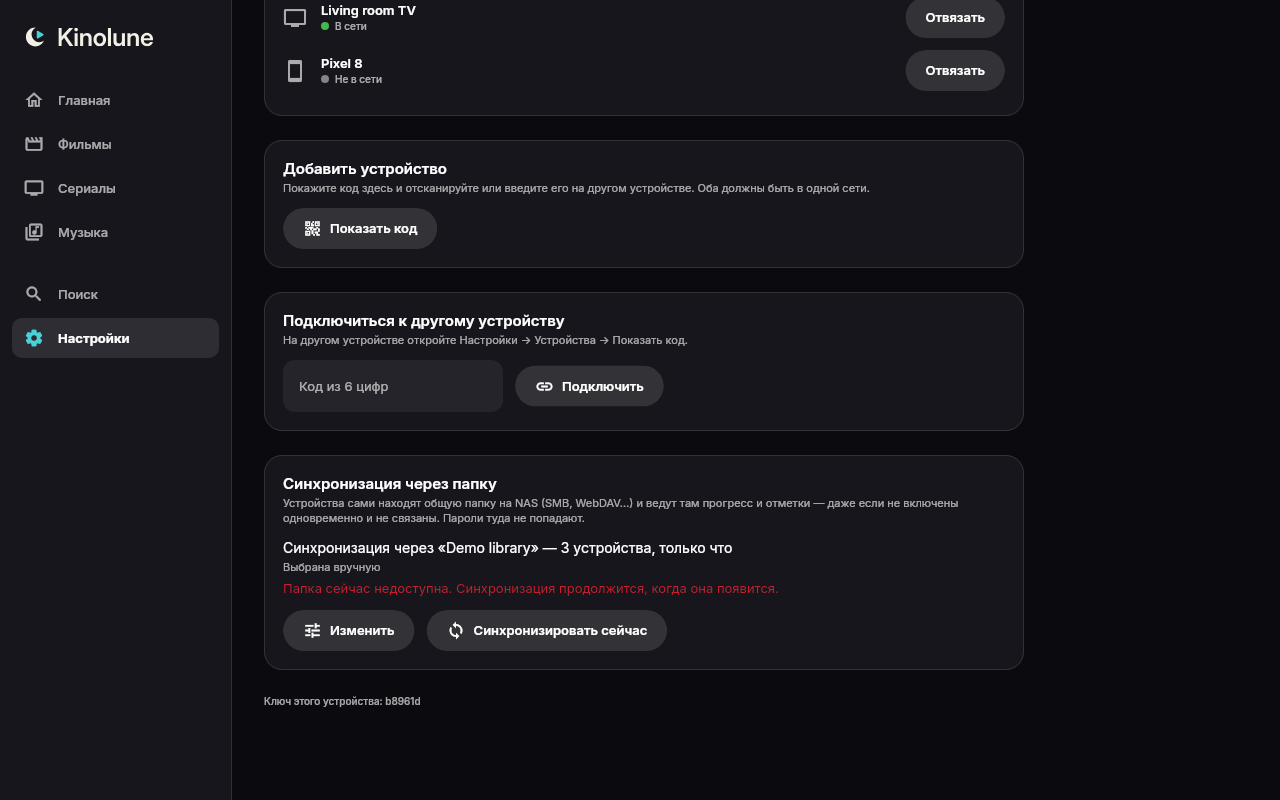 Kinolune
Главная
Фильмы
Сериалы
Музыка
Поиск
Настройки
Living room TV
В сети
Отвязать
Pixel 8
Не в сети
Отвязать
Добавить устройство
Покажите код здесь и отсканируйте или введите его на другом устройстве. Оба должны быть в одной сети.
Показать код
Подключиться к другому устройству
На другом устройстве откройте Настройки → Устройства → Показать код.
Код из 6 цифр
Подключить
Синхронизация через папку
Устройства сами находят общую папку на NAS (SMB, WebDAV...) и ведут там прогресс и отметки — даже если не включены
одновременно и не связаны. Пароли туда не попадают.
Синхронизация через «Demo library» — 3 устройства, только что
Выбрана вручную
Папка сейчас недоступна. Синхронизация продолжится, когда она появится.
Изменить
Синхронизировать сейчас
Ключ этого устройства: b8961d